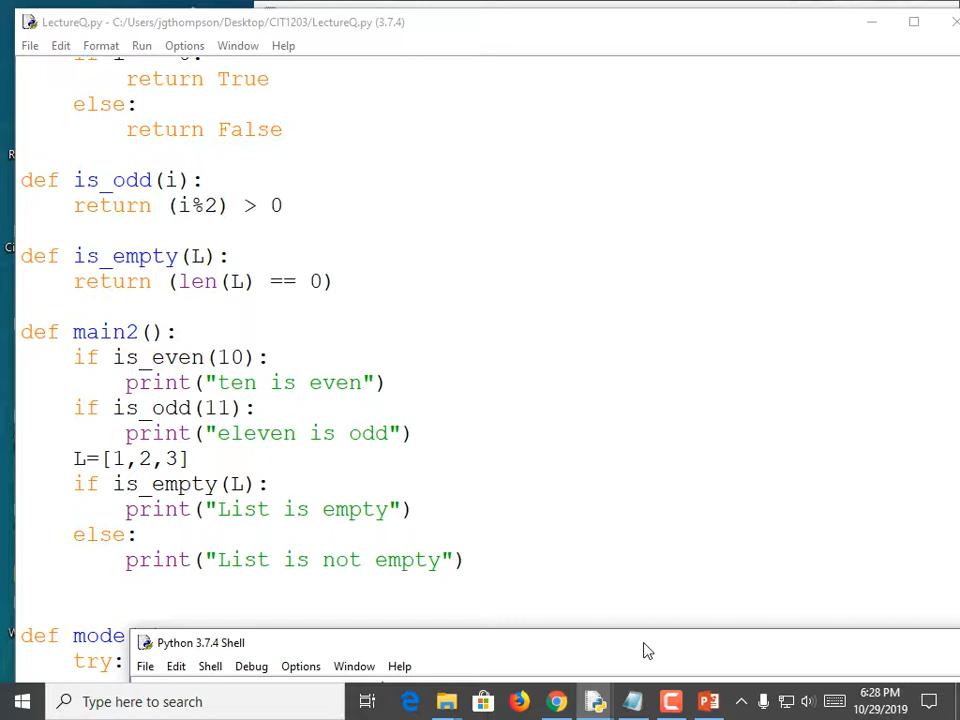 LectureQ.py - C:/Users/jgthompson/Desktop/CIT1203/LectureQ.py (3.7.4)
File Edit Format Run Options Window Help
        return True
    else:
        return False
def is_odd(i):
    return (i%2) > 0
def is_empty(L):
    return (len(L) == 0)
def main2():
    if is_even(10):
        print("ten is even")
    if is_odd(11):
        print("eleven is odd")
    L=[1,2,3]
    if is_empty(L):
        print("List is empty")
    else:
        print("List is not empty")
def mode
    try:
Python 3.7.4 Shell
File Edit Shell Debug Options Window Help
Type here to search
6:28 PM
10/29/2019